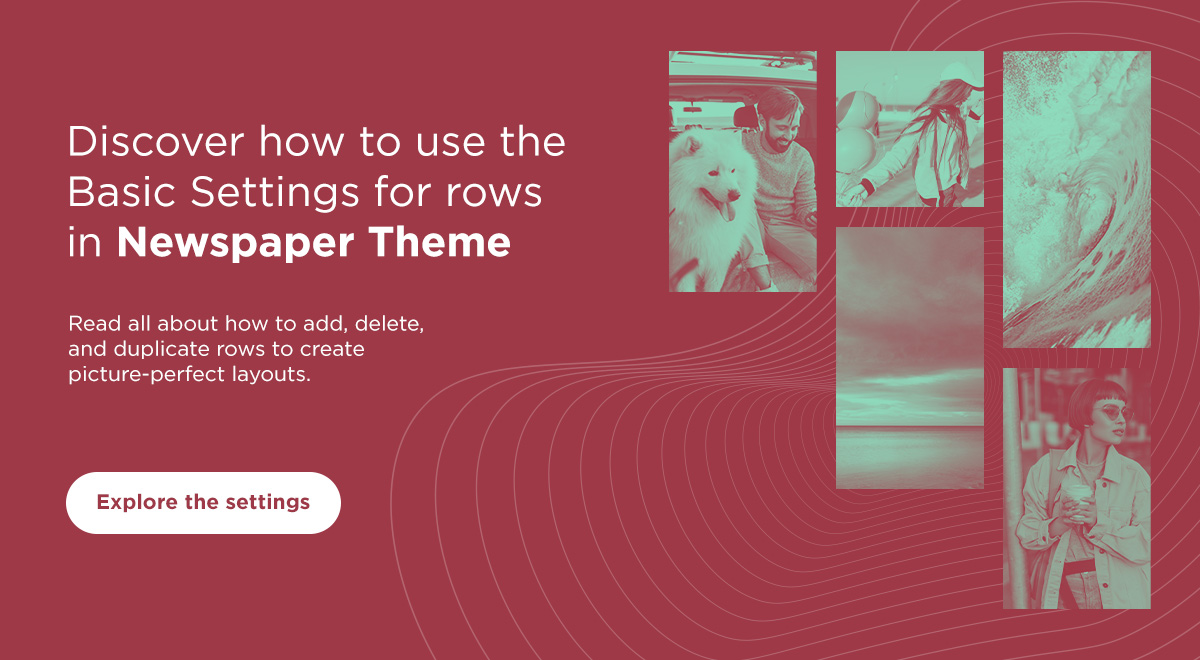 Discover how to use the
Basic Settings for rows
in Newspaper Theme
Read all about how to add, delete,
and duplicate rows to create
picture-perfect layouts.
Explore the settings